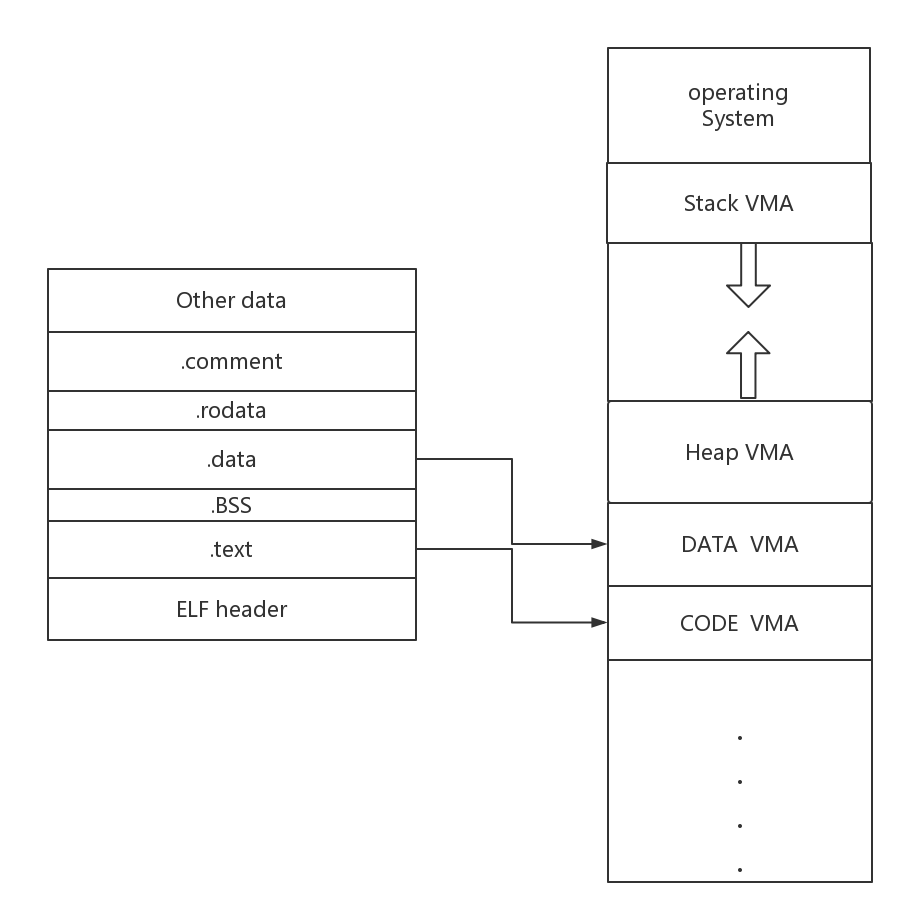 operating
System
Stack VMA
Other data
.comment
.rodata
.data
.BSS
.text
ELF header
Heap VMA
DATA VMA
CODE VMA
.
.
.
.